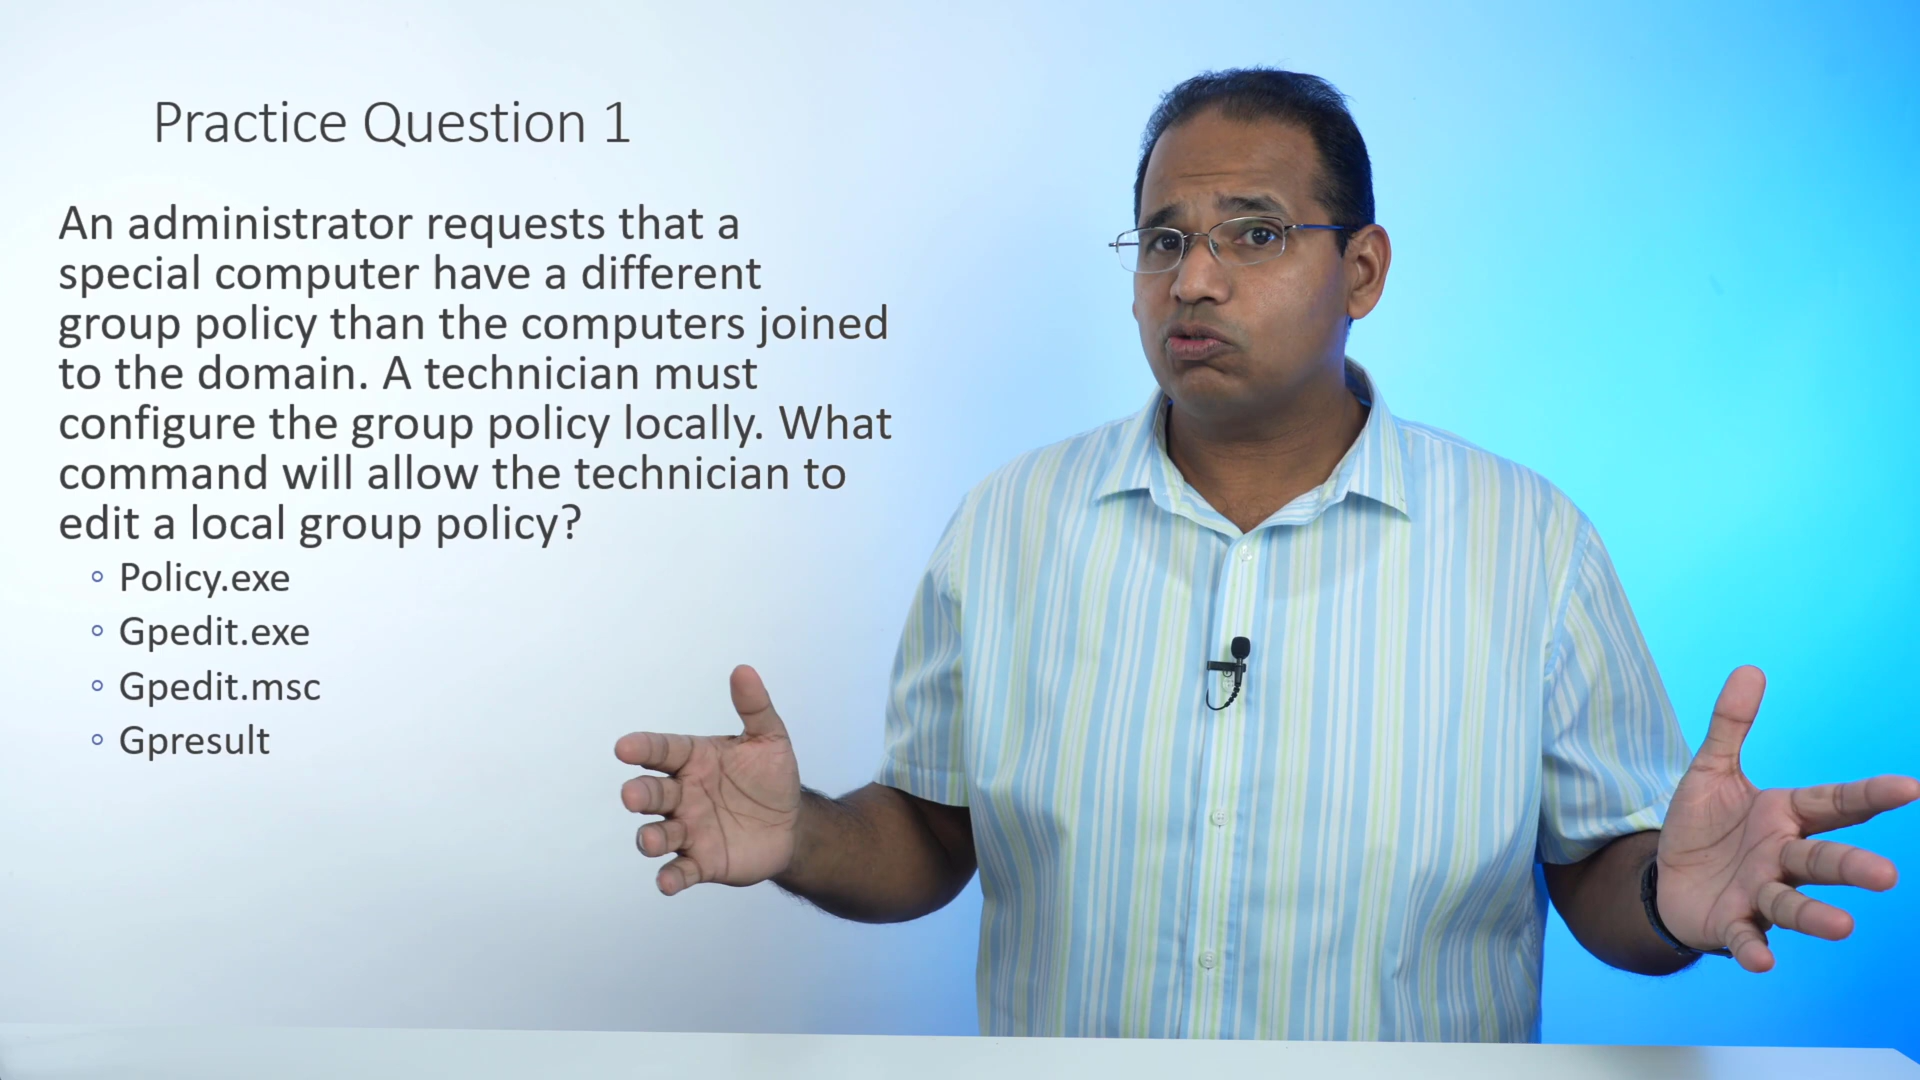 Practice Question 1
An administrator requests that a
special computer have a different
group policy than the computers joined
to the domain. A technician must
configure the group policy locally. What
command will allow the technician to
edit a local group policy?
Policy.exe
Gpedit.exe
Gpedit.msc
Gpresult